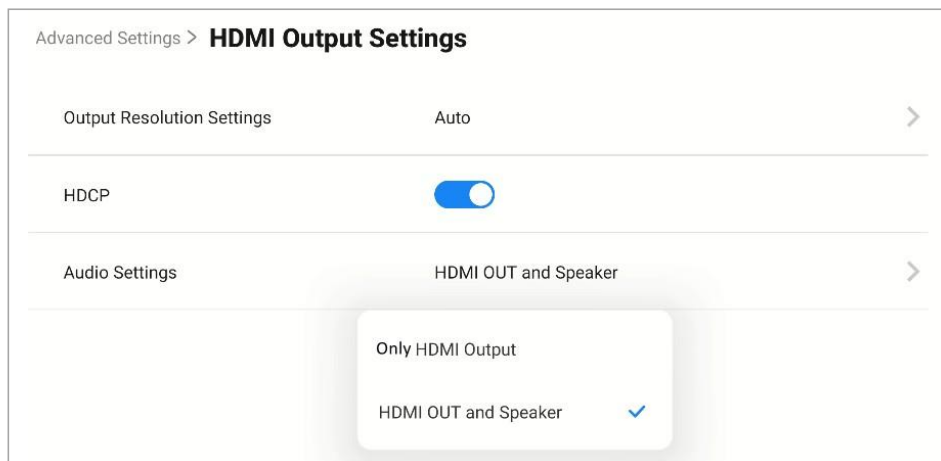 Advanced Settings > HDMI Output Settings
Output Resolution Settings Auto
HDCP
Audio Settings HDMI OUT and Speaker
Only HDMI Output
HDMI OUT and Speaker